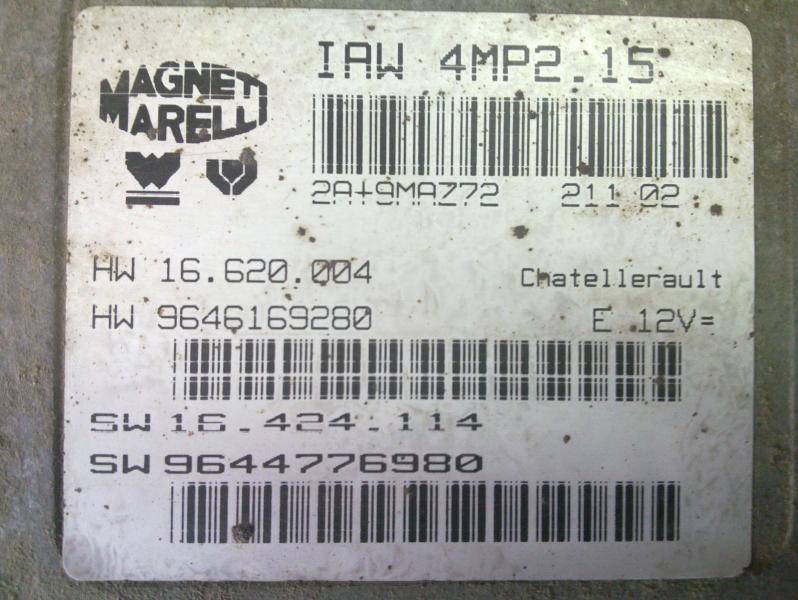 MAGNETI
MARELLI
IAW 4MP2.15
2A+9MAZ72 211 02
HW 16.620.004 Chatellerault
HW 9646169280 E 12V=
SW 16.424.114
SW 9644776980